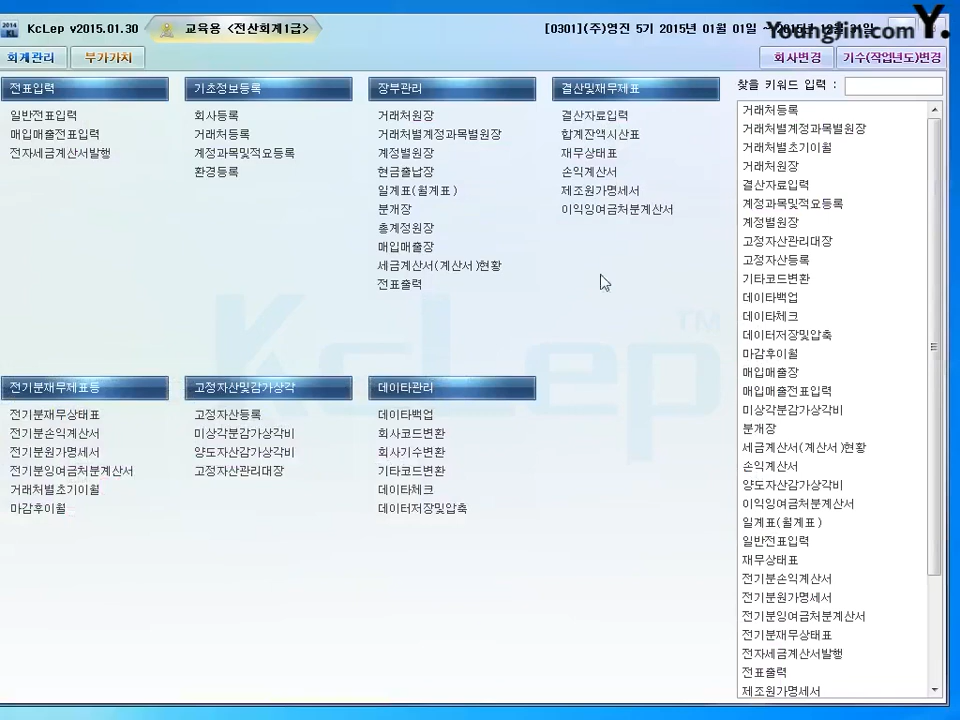 KcLep v2015.01.30
교육용 <전산회계1급>
[0301](주)영진 5기 2015년 01월 01일 ~ 2015년 12월 31일
Youngjin.com Y.
회계관리
부가가치
회사변경
기수(작업년도)변경
전표입력
일반전표입력
매입매출전표입력
전자세금계산서발행
기초정보등록
회사등록
거래처등록
계정과목및적요등록
환경등록
장부관리
거래처원장
거래처별계정과목별원장
계정별원장
현금출납장
일계표(월계표)
분개장
총계정원장
매입매출장
세금계산서(계산서)현황
전표출력
결산및재무제표
결산자료입력
합계잔액시산표
재무상태표
손익계산서
제조원가명세서
이익잉여금처분계산서
전기분재무제표등
전기분재무상태표
전기분손익계산서
전기분원가명세서
전기분잉여금처분계산서
거래처별초기이월
마감후이월
고정자산및감가상각
고정자산등록
미상각분감가상각비
양도자산감가상각비
고정자산관리대장
데이타관리
데이타백업
회사코드변환
회사기수변환
기타코드변환
데이타체크
데이터저장및압축
KcLep TM
찾을 키워드 입력 :
거래처등록
거래처별계정과목별원장
거래처별초기이월
거래처원장
결산자료입력
계정과목및적요등록
계정별원장
고정자산관리대장
고정자산등록
기타코드변환
데이타백업
데이타체크
데이터저장및압축
마감후이월
매입매출장
매입매출전표입력
미상각분감가상각비
분개장
세금계산서(계산서)현황
손익계산서
양도자산감가상각비
이익잉여금처분계산서
일계표(월계표)
일반전표입력
재무상태표
전기분손익계산서
전기분원가명세서
전기분잉여금처분계산서
전기분재무상태표
전자세금계산서발행
전표출력
제조원가명세서